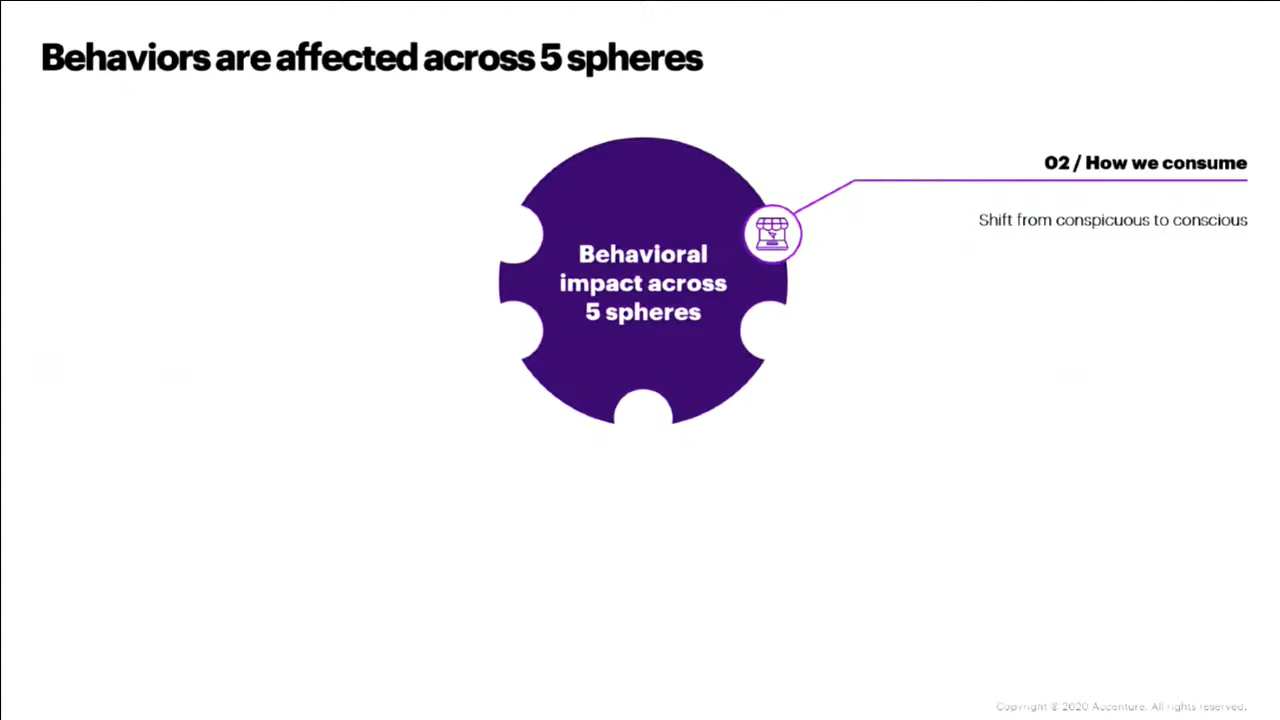 Behaviors are affected across 5 spheres
02 / How we consume
Shift from conspicuous to conscious
Behavioral
impact across
5 spheres
Copyright © 2020 Accenture. All rights reserved.